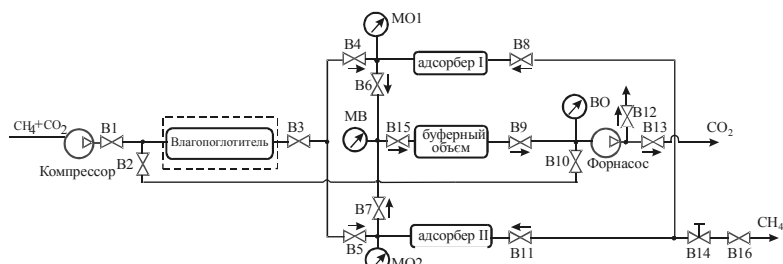 МО1
В4
В8
адсорбер I
В6
CH₄+CO₂
В1
Влагопоглотитель
В3
МВ
В15
буферный
объём
В9
ВО
В12
В13
CO₂
Компрессор
В2
В10
Форнасос
В7
В5
адсорбер II
В11
МО2
В14
В16
CH₄